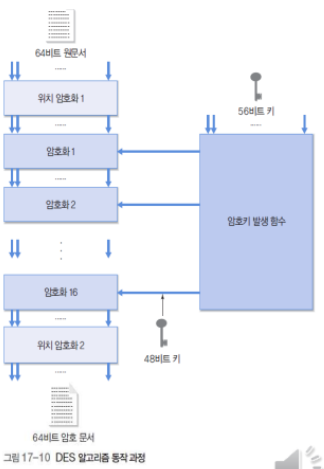 64비트 원문서
위치 암호화 1
56비트 키
암호화 1
암호화 2
암호키 발생 함수
암호화 16
위치 암호화 2
48비트 키
64비트 암호 문서
그림 17-10 DES 알고리즘 동작 과정